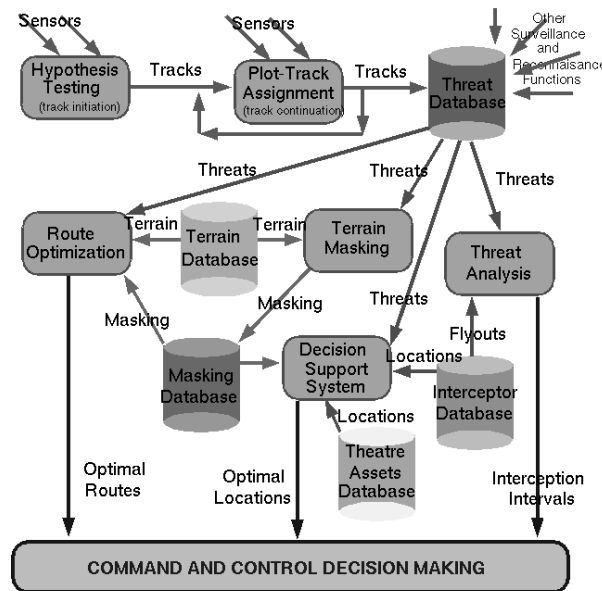 Sensors
Sensors
Other
Surveillance
and
Reconnaisance
Functions
Hypothesis
Testing
(track initiation)
Tracks
Plot-Track
Assignment
(track continuation)
Tracks
Threat
Database
Threats
Threats
Threats
Route
Optimization
Terrain
Terrain
Database
Terrain
Terrain
Masking
Threat
Analysis
Masking
Masking
Threats
Flyouts
Masking
Database
Decision
Support
System
Locations
Interceptor
Database
Locations
Theatre
Assets
Database
Optimal
Routes
Optimal
Locations
Interception
Intervals
COMMAND AND CONTROL DECISION MAKING